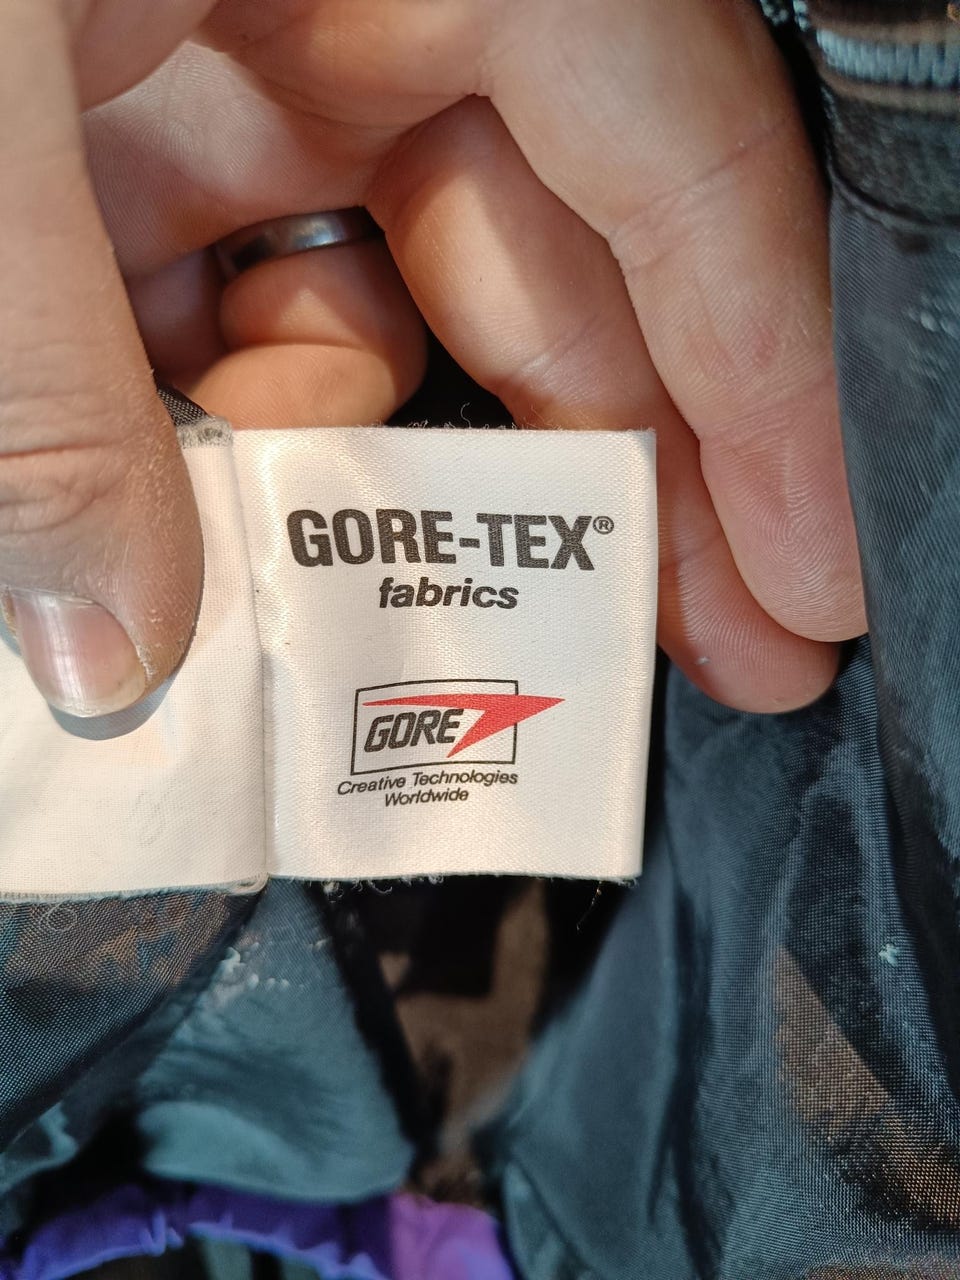 GORE-TEX®
fabrics
GORE
Creative Technologies
Worldwide